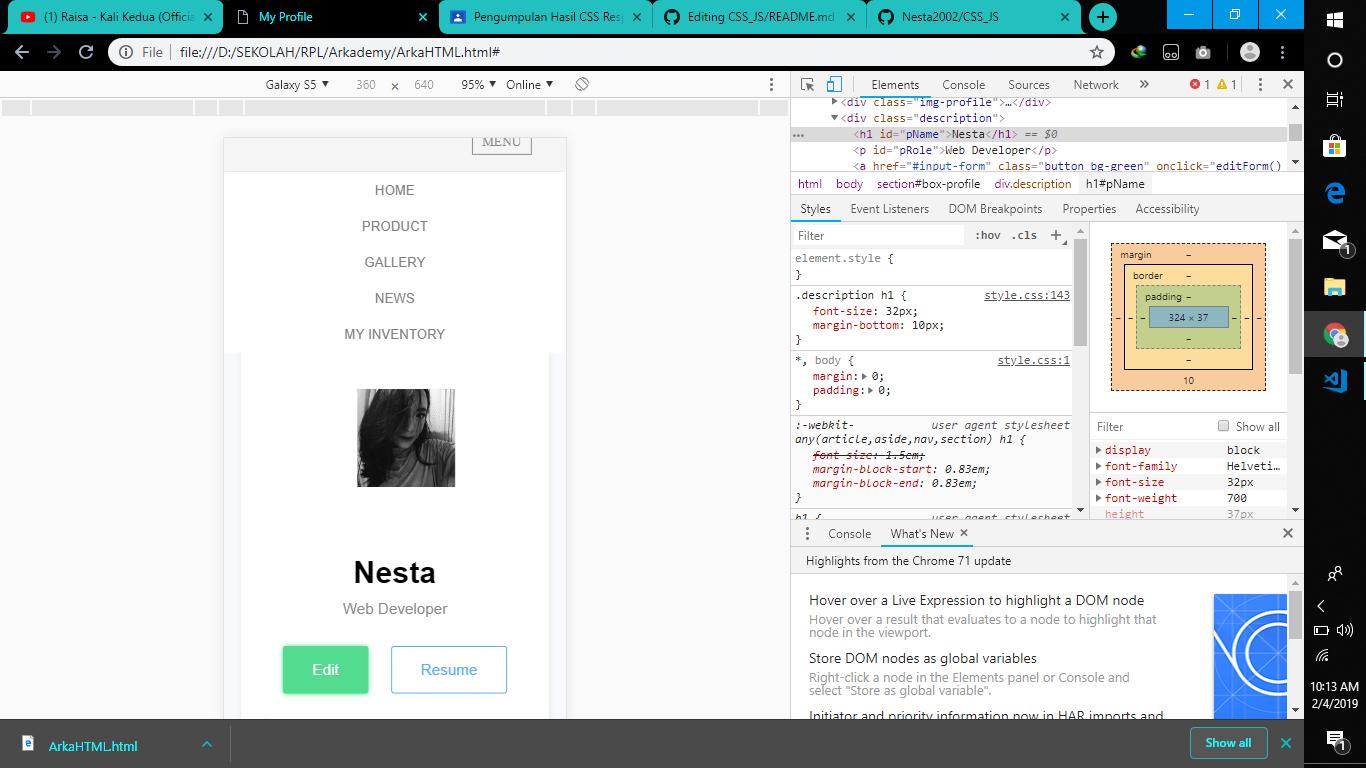 (1) Raisa - Kali Kedua (Officia
My Profile
Pengumpulan Hasil CSS Resp
Editing CSS_JS/README.md
Nesta2002/CSS_JS
File file:///D:/SEKOLAH/RPL/Arkademy/ArkaHTML.html#
Galaxy S5 ▼ 360 × 640 95% ▼ Online ▼
MENU
HOME
PRODUCT
GALLERY
NEWS
MY INVENTORY
Nesta
Web Developer
Edit Resume
Elements Console Sources Network » 1 1
<div class="img-profile">…</div>
<div class="description">
<h1 id="pName">Nesta</h1> == $0
<p id="pRole">Web Developer</p>
<a href="#input-form" class="button bg-green" onclick="editForm()
html body section#box-profile div.description h1#pName
Styles Event Listeners DOM Breakpoints Properties Accessibility
Filter :hov .cls +
element.style {
}
.description h1 { style.css:143
font-size: 32px;
margin-bottom: 10px;
}
*, body { style.css:1
margin: 0;
padding: 0;
}
:-webkit- user agent stylesheet
any(article,aside,nav,section) h1 {
font-size: 1.5em;
margin-block-start: 0.83em;
margin-block-end: 0.83em;
}
h1 { user agent stylesheet
margin –
border –
padding –
– – – 324 × 37 – – –
–
–
10
Filter Show all
display block
font-family Helveti…
font-size 32px
font-weight 700
height 37px
Console What's New
Highlights from the Chrome 71 update
Hover over a Live Expression to highlight a DOM node
Hover over a result that evaluates to a node to highlight that
node in the viewport.
Store DOM nodes as global variables
Right-click a node in the Elements panel or Console and
select "Store as global variable".
Initiator and priority information now in HAR imports and
ArkaHTML.html
Show all
1
10:13 AM
2/4/2019
1